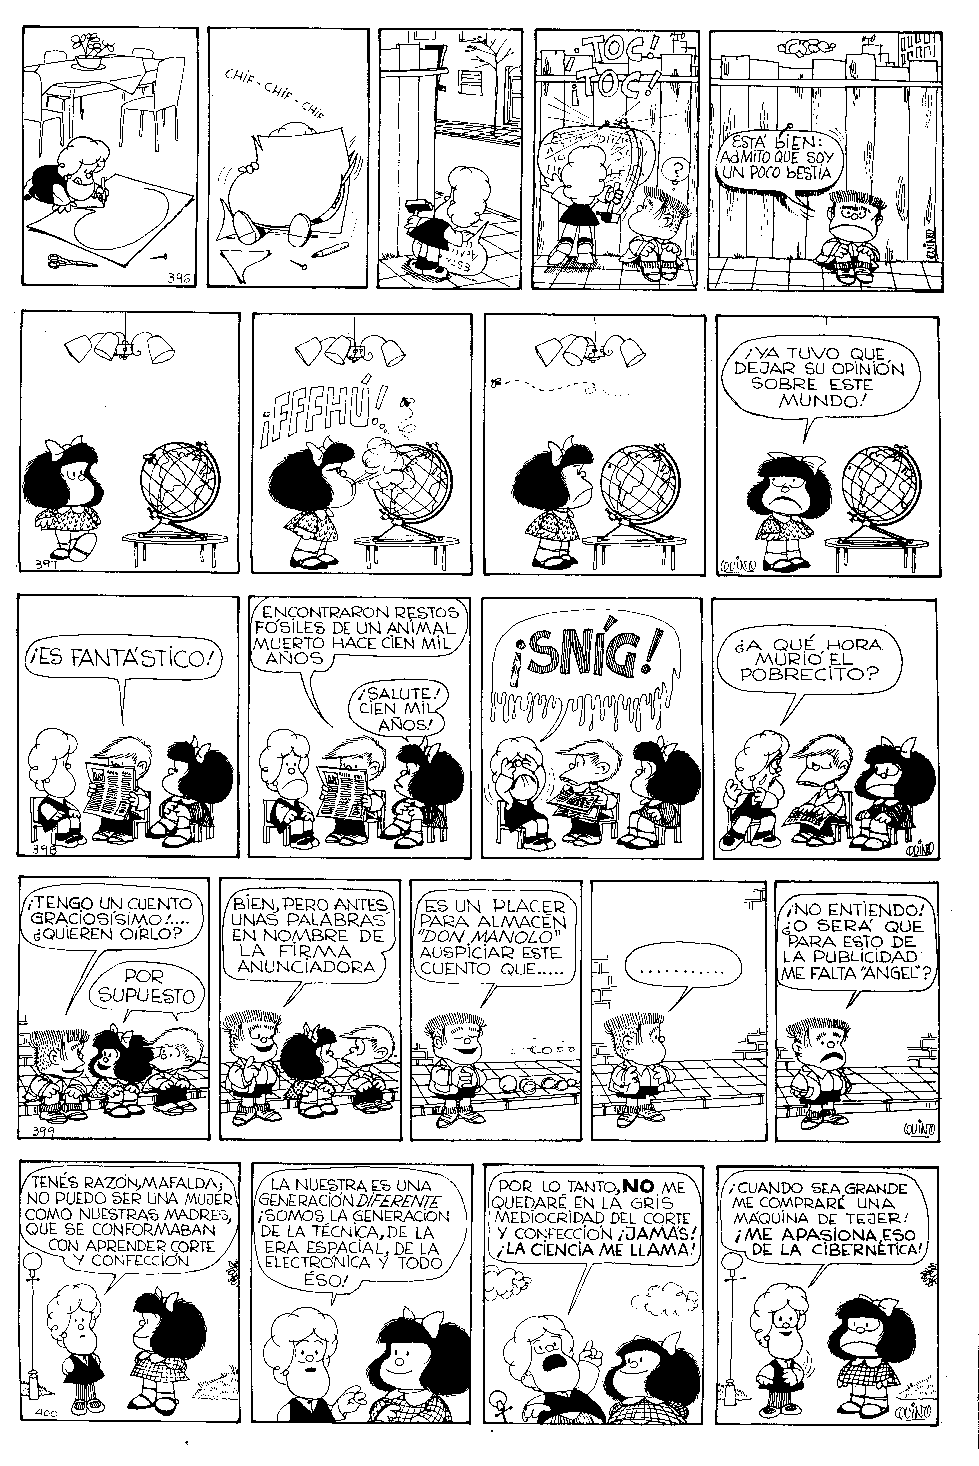 396
CHIF-CHIF-CHIF
¡TOC!
¡TOC!
?
ESTÁ BIEN:
ADMITO QUE SOY
UN POCO BESTIA
QUINO
397
¡FFFHÚ!
¡YA TUVO QUE
DEJAR SU OPINIÓN
SOBRE ESTE
MUNDO!
QUINO
398
¡ES FANTÁSTICO!
ENCONTRARON RESTOS
FÓSILES DE UN ANIMAL
MUERTO HACE CIEN MIL
AÑOS
¡SALUTE!
CIEN MIL
AÑOS!
¡SNÍG!
¿A QUÉ HORA
MURIÓ EL
POBRECITO?
QUINO
399
¡TENGO UN CUENTO
GRACIOSÍSIMO!....
¿QUIEREN OIRLO?
POR
SUPUESTO
BIEN, PERO ANTES
UNAS PALABRAS
EN NOMBRE DE
LA FIRMA
ANUNCIADORA
ES UN PLACER
PARA ALMACÉN
"DON MANOLO"
AUSPICIAR ESTE
CUENTO QUE.....
..........
¡NO ENTIENDO!
¿O SERÁ QUE
PARA ESTO DE
LA PUBLICIDAD
ME FALTA "ÁNGEL"?
QUINO
400
TENÉS RAZÓN, MAFALDA;
NO PUEDO SER UNA MUJER
COMO NUESTRAS MADRES,
QUE SE CONFORMABAN
CON APRENDER CORTE
Y CONFECCIÓN
LA NUESTRA ES UNA
GENERACIÓN DIFERENTE
¡SOMOS LA GENERACIÓN
DE LA TÉCNICA, DE LA
ERA ESPACIAL, DE LA
ELECTRÓNICA Y TODO
ÉSO!
POR LO TANTO, NO ME
QUEDARÉ EN LA GRIS
MEDIOCRIDAD DEL CORTE
Y CONFECCIÓN ¡JAMÁS!
¡LA CIENCIA ME LLAMA!
¡CUANDO SEA GRANDE
ME COMPRARÉ UNA
MÁQUINA DE TEJER!
¡ME APASIONA ESO
DE LA CIBERNÉTICA!
QUINO